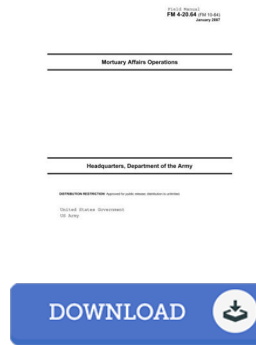 Field Manual
FM 4-20.64 (FM 10-64)
January 2007
Mortuary Affairs Operations
Headquarters, Department of the Army
DISTRIBUTION RESTRICTION: Approved for public release; distribution is unlimited.
United States Government
US Army
DOWNLOAD